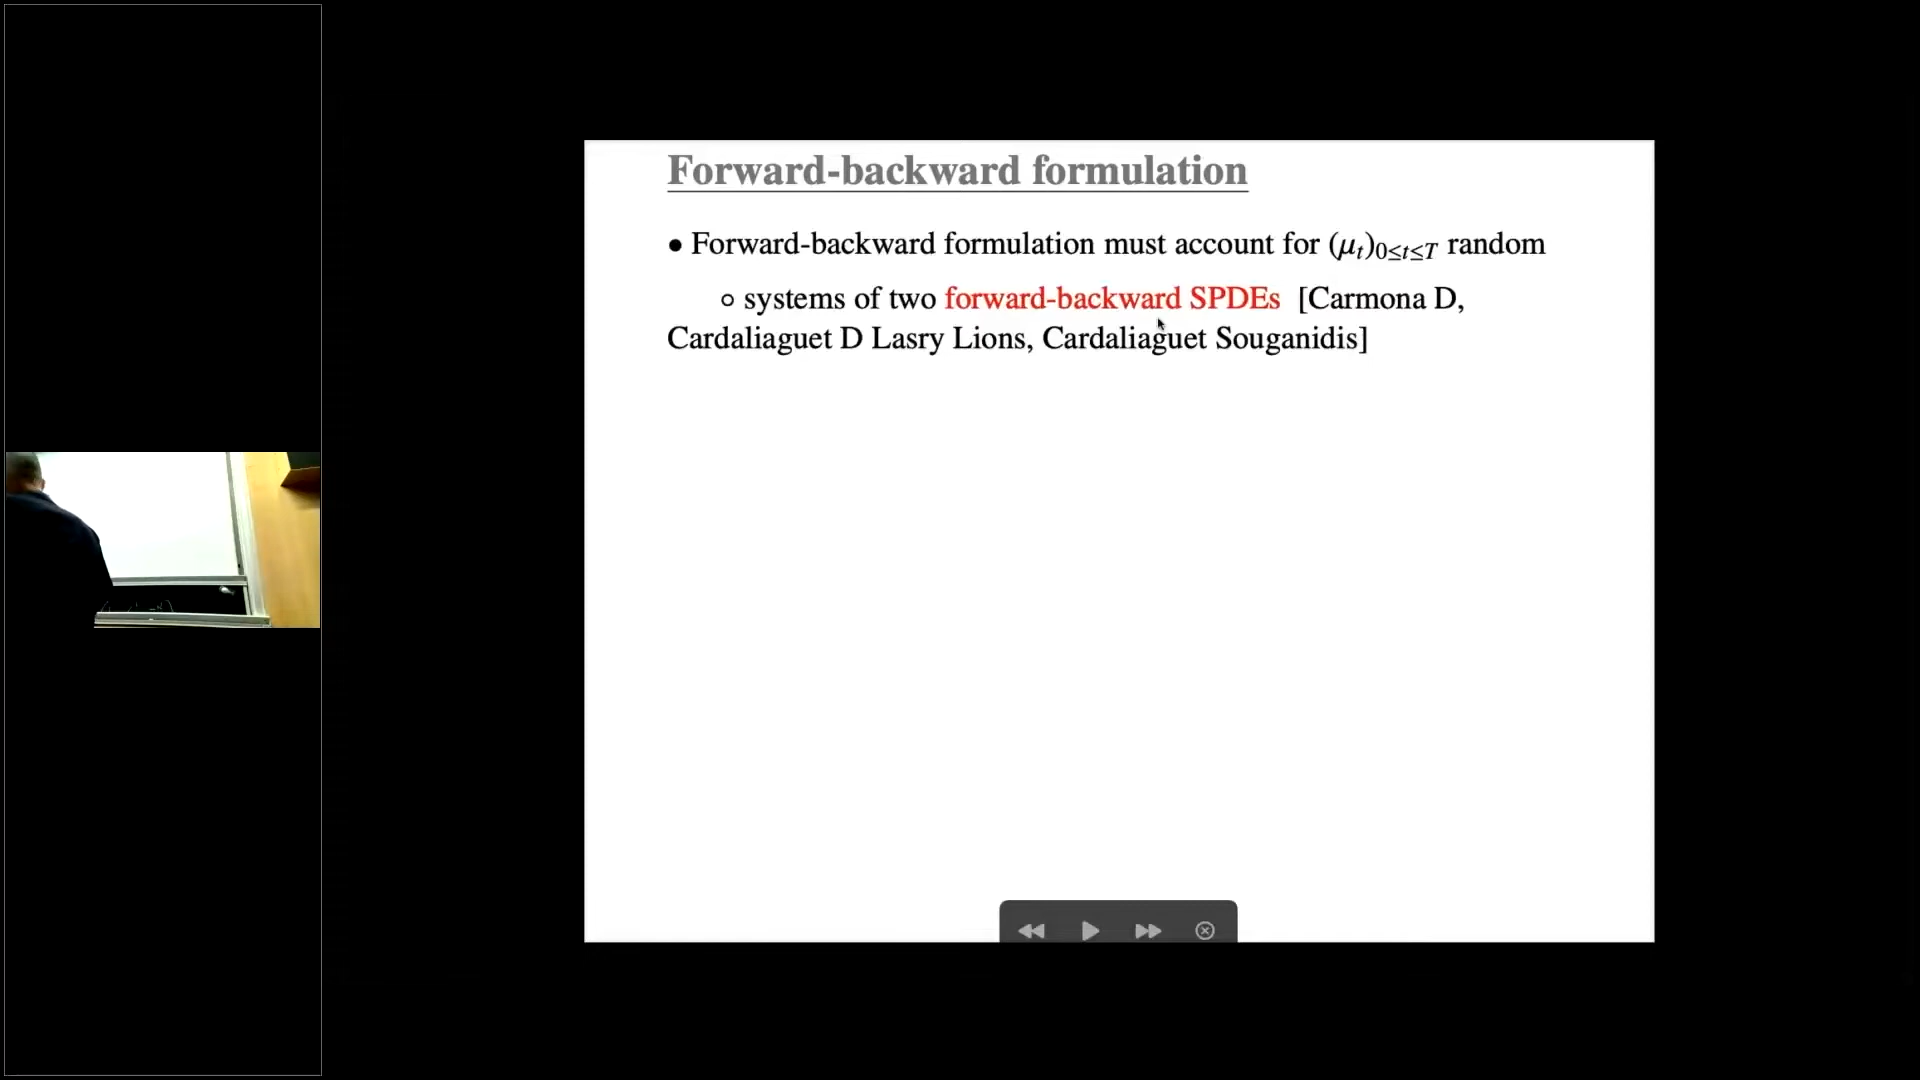 Forward-backward formulation
• Forward-backward formulation must account for (μₜ)₀≤ₜ≤T random
◦ systems of two forward-backward SPDEs [Carmona D,
Cardaliaguet D Lasry Lions, Cardaliaguet Souganidis]